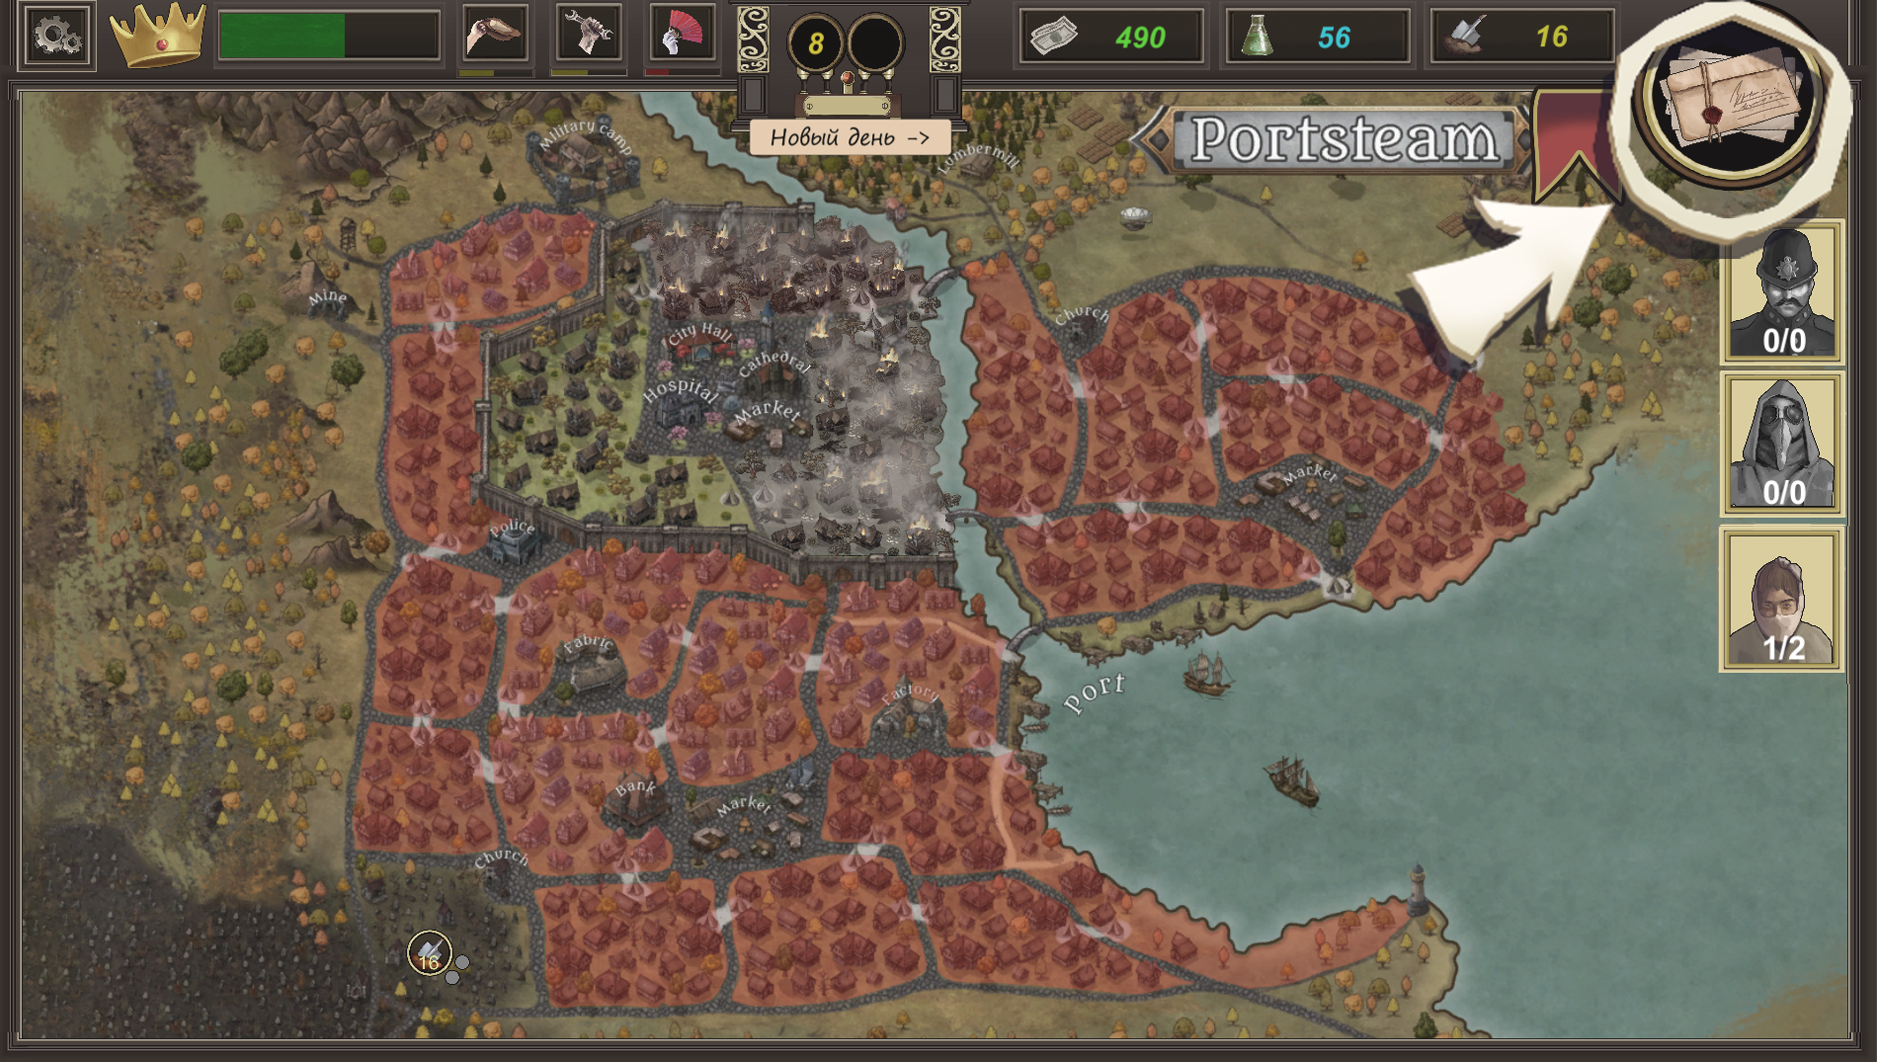 8
490
56
16
Новый день ->
Portsteam
Military camp
Lumbermill
Mine
City Hall
Cathedral
Hospital
Market
Church
Market
Police
0/0
0/0
1/2
Fabric
Factory
Port
Bank
Market
Church
16